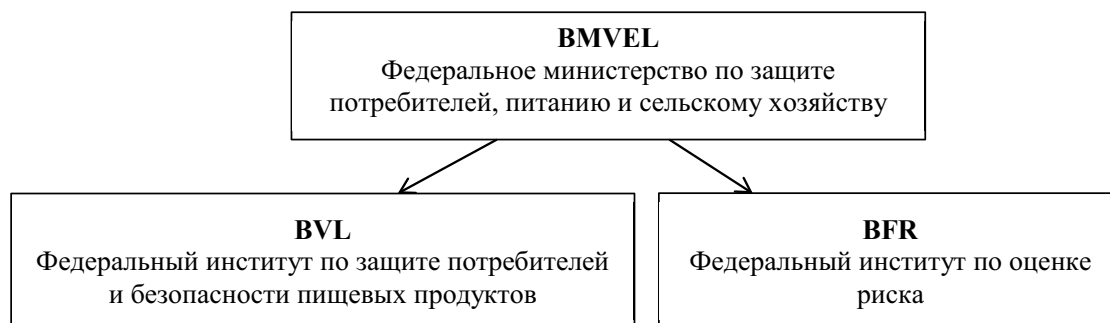 BMVEL
Федеральное министерство по защите
потребителей, питанию и сельскому хозяйству
BVL
Федеральный институт по защите потребителей
и безопасности пищевых продуктов
BFR
Федеральный институт по оценке
риска